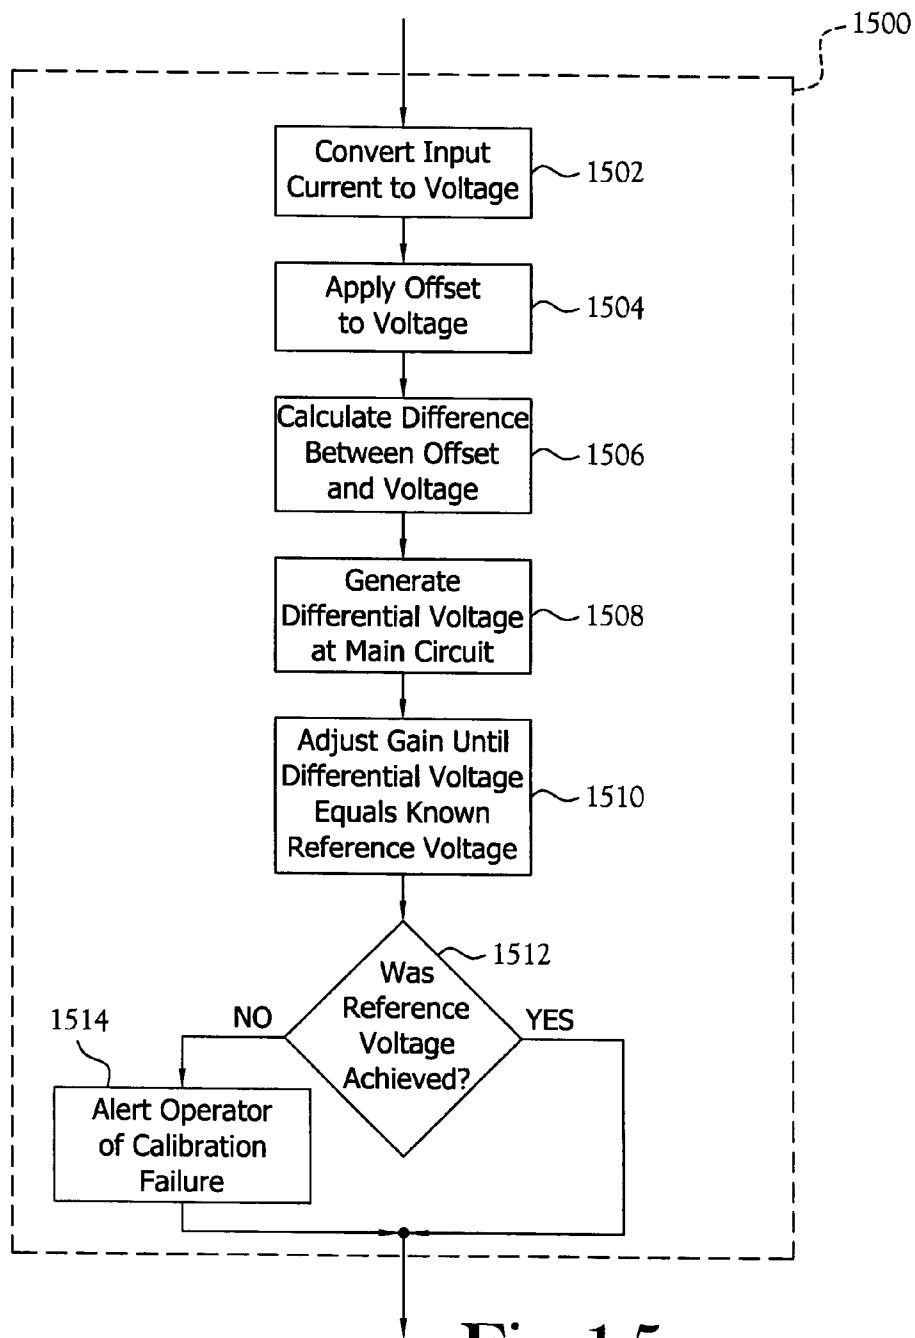 1500
Convert Input
Current to Voltage
1502
Apply Offset
to Voltage
1504
Calculate Difference
Between Offset
and Voltage
1506
Generate
Differential Voltage
at Main Circuit
1508
Adjust Gain Until
Differential Voltage
Equals Known
Reference Voltage
1510
Was
Reference
Voltage
Achieved?
1512
NO
YES
1514
Alert Operator
of Calibration
Failure
Fig.15